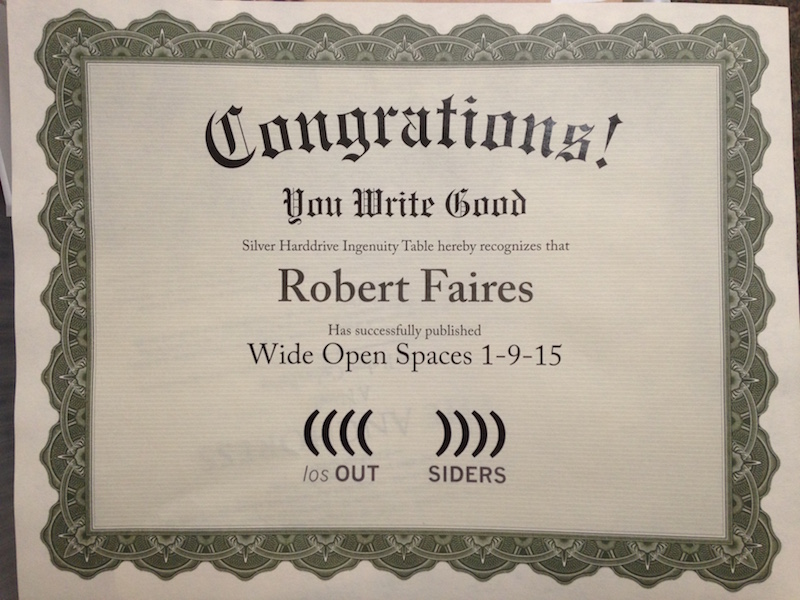 Congrations!
You Write Good
Silver Harddrive Ingenuity Table hereby recognizes that
Robert Faires
Has successfully published
Wide Open Spaces 1-9-15
los OUT SIDERS